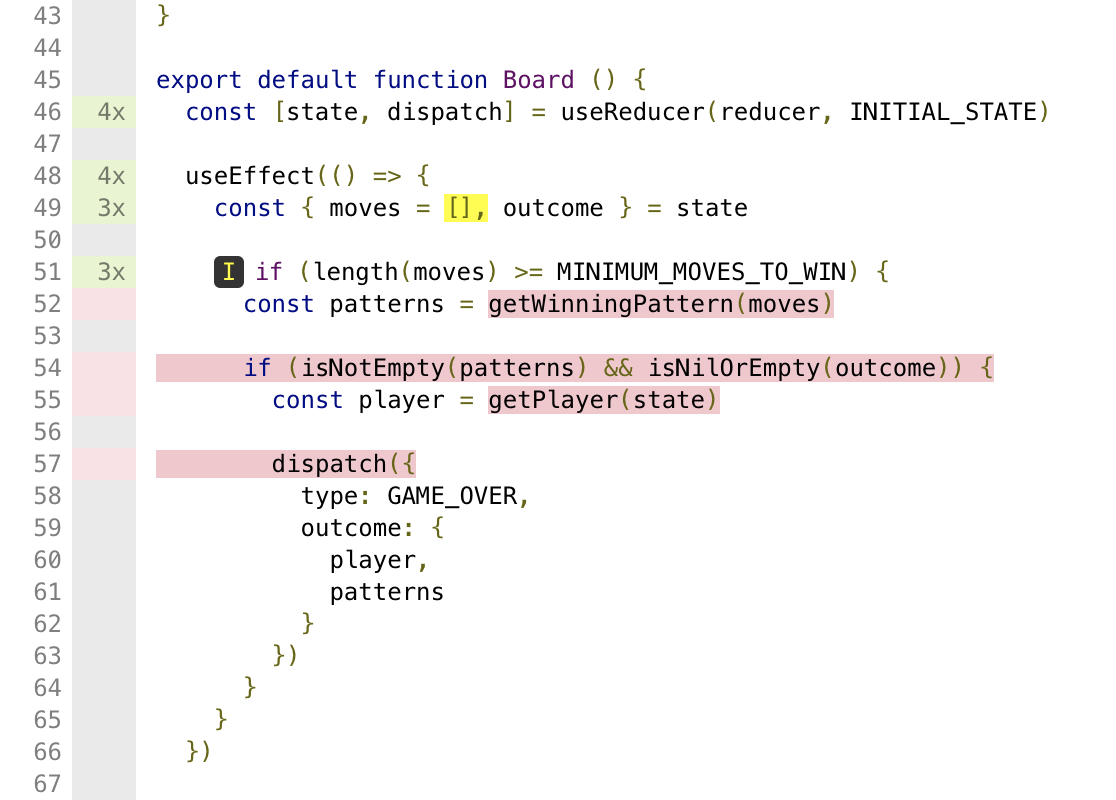 43 }
44
45 export default function Board () {
46 4x const [state, dispatch] = useReducer(reducer, INITIAL_STATE)
47
48 4x useEffect(() => {
49 3x const { moves = [], outcome } = state
50
51 3x I if (length(moves) >= MINIMUM_MOVES_TO_WIN) {
52 const patterns = getWinningPattern(moves)
53
54 if (isNotEmpty(patterns) && isNilOrEmpty(outcome)) {
55 const player = getPlayer(state)
56
57 dispatch({
58 type: GAME_OVER,
59 outcome: {
60 player,
61 patterns
62 }
63 })
64 }
65 }
66 })
67